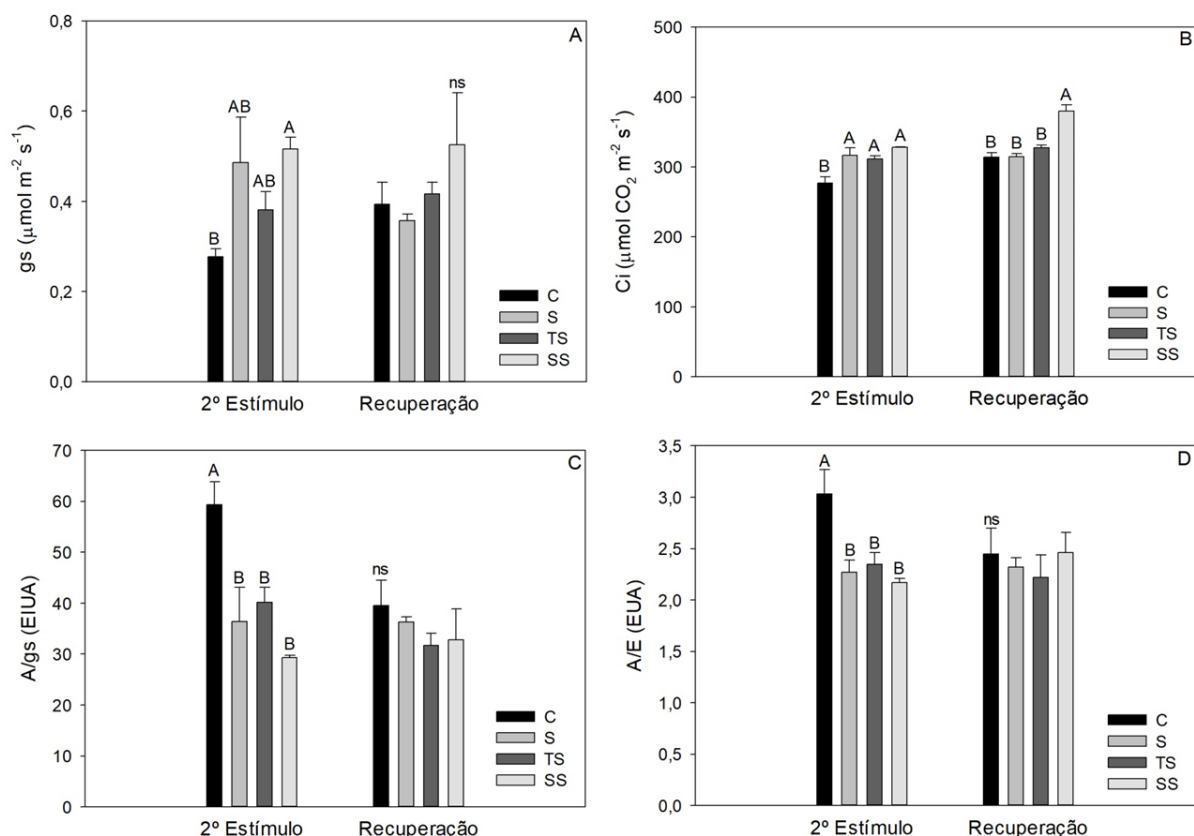 A
gs (μmol m⁻² s⁻¹)
0,8
0,6
0,4
0,2
0,0
B
AB
AB
A
ns
C
S
TS
SS
2º Estímulo
Recuperação
B
Ci (μmol CO₂ m⁻² s⁻¹)
500
400
300
200
100
0
B
A
A
A
B
B
B
A
C
S
TS
SS
2º Estímulo
Recuperação
C
A/gs (EIUA)
70
60
50
40
30
20
10
0
A
B
B
B
ns
C
S
TS
SS
2º Estímulo
Recuperação
D
A/E (EUA)
3,5
3,0
2,5
2,0
1,5
1,0
0,5
0,0
A
B
B
B
ns
C
S
TS
SS
2º Estímulo
Recuperação